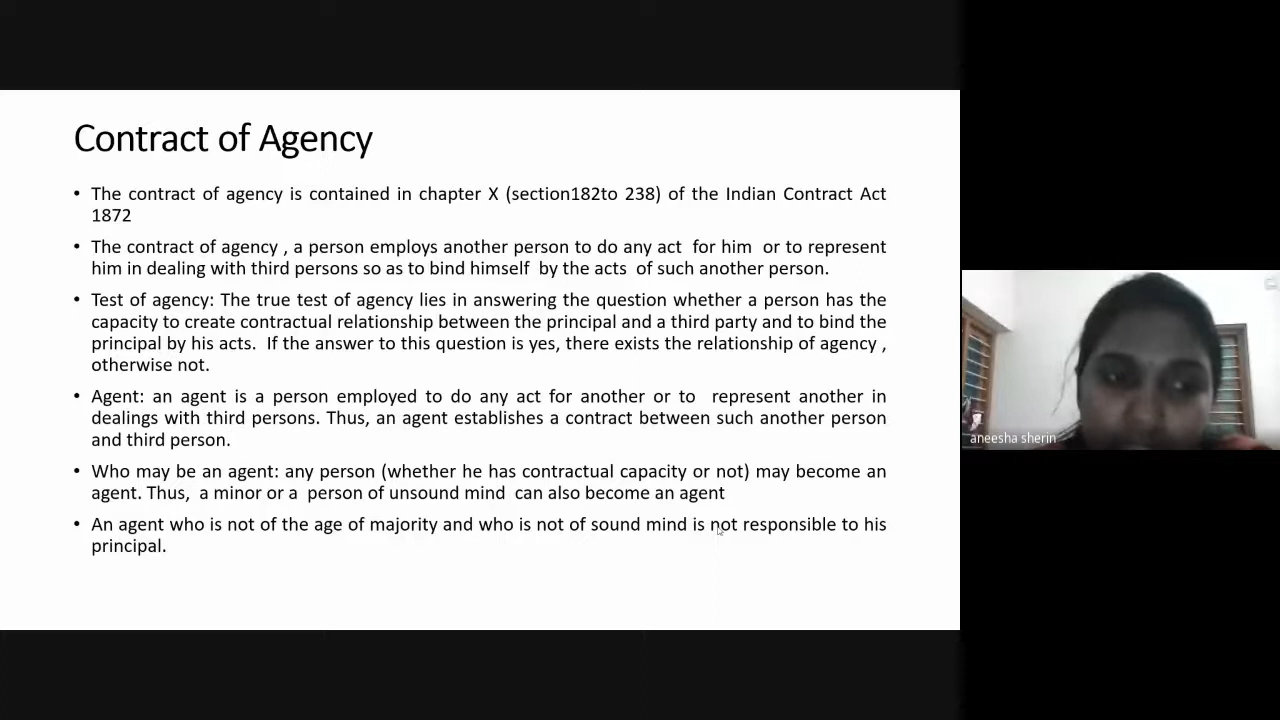 Contract of Agency
• The contract of agency is contained in chapter X (section182to 238) of the Indian Contract Act
1872
• The contract of agency , a person employs another person to do any act  for him  or to represent
him in dealing with third persons so as to bind himself  by the acts  of such another person.
• Test of agency: The true test of agency lies in answering the question whether a person has the
capacity to create contractual relationship between the principal and a third party and to bind the
principal by his acts.  If the answer to this question is yes, there exists the relationship of agency ,
otherwise not.
• Agent: an agent is a person employed to do any act for another or to  represent another in
dealings with third persons. Thus, an agent establishes a contract between such another person
and third person.
• Who may be an agent: any person (whether he has contractual capacity or not) may become an
agent. Thus,  a minor or a  person of unsound mind  can also become an agent
• An agent who is not of the age of majority and who is not of sound mind is not responsible to his
principal.
aneesha sherin